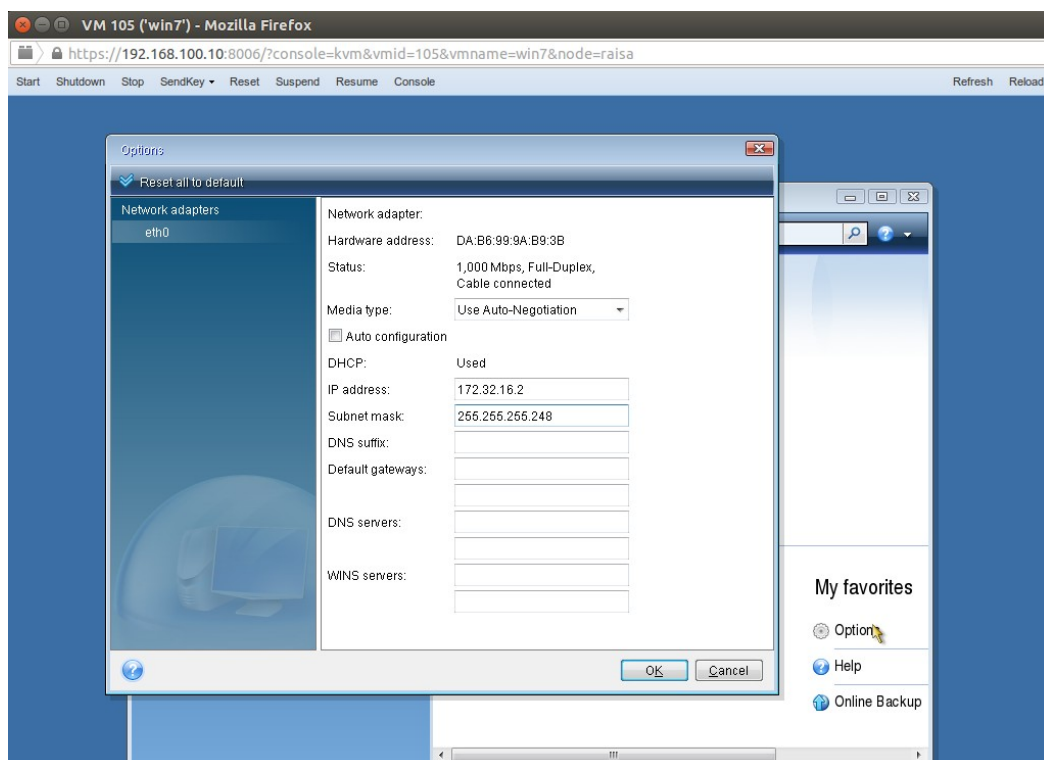 VM 105 ('win7') - Mozilla Firefox
https://192.168.100.10:8006/?console=kvm&vmid=105&vmname=win7&node=raisa
Start Shutdown Stop SendKey Reset Suspend Resume Console Refresh Reload
Options
Reset all to default
Network adapters
eth0
Network adapter:
Hardware address: DA:B6:99:9A:B9:3B
Status: 1,000 Mbps, Full-Duplex,
Cable connected
Media type: Use Auto-Negotiation
Auto configuration
DHCP: Used
IP address: 172.32.16.2
Subnet mask: 255.255.255.248
DNS suffix:
Default gateways:
DNS servers:
WINS servers:
OK Cancel
My favorites
Option
Help
Online Backup